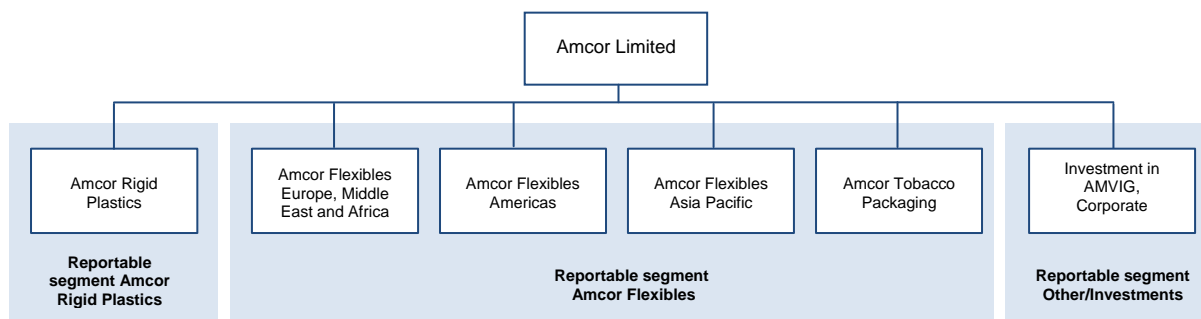 Amcor Limited
Amcor Rigid
Plastics
Amcor Flexibles
Europe, Middle
East and Africa
Amcor Flexibles
Americas
Amcor Flexibles
Asia Pacific
Amcor Tobacco
Packaging
Investment in
AMVIG,
Corporate
Reportable
segment Amcor
Rigid Plastics
Reportable segment
Amcor Flexibles
Reportable segment
Other/Investments